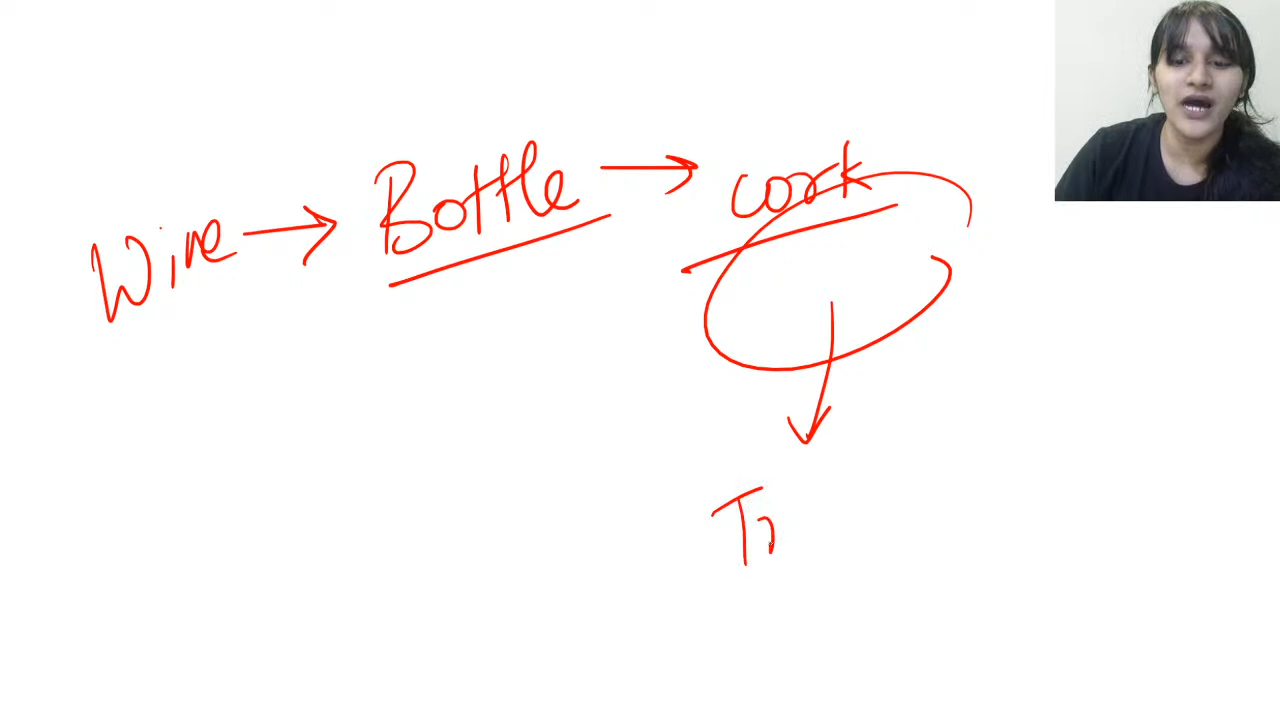 Wine → Bottle → cork